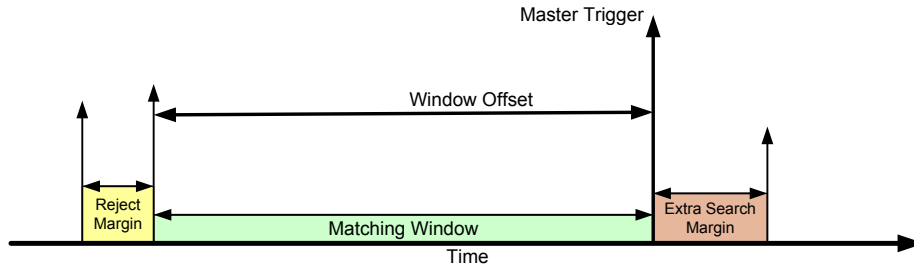 Master Trigger
Window Offset
Reject
Margin
Matching Window
Extra Search
Margin
Time